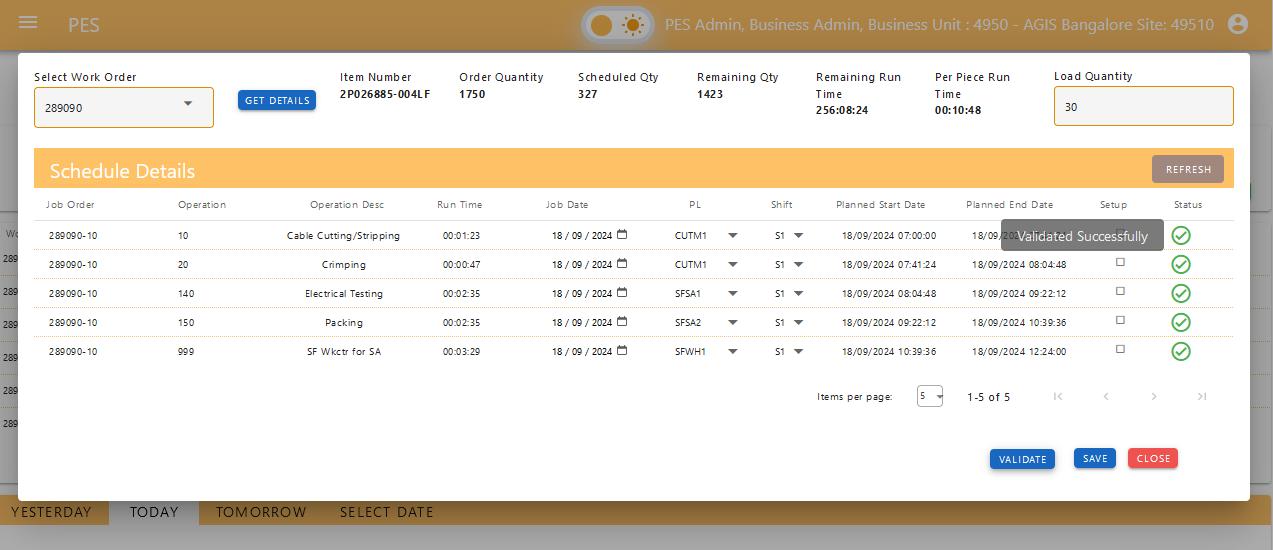 PES
PES Admin, Business Admin, Business Unit : 4950 - AGIS Bangalore Site: 49510
Select Work Order
289090
GET DETAILS
Item Number
2P026885-004LF
Order Quantity
1750
Scheduled Qty
327
Remaining Qty
1423
Remaining Run
Time
256:08:24
Per Piece Run
Time
00:10:48
Load Quantity
30
Schedule Details
REFRESH
Job Order Operation Operation Desc Run Time Job Date PL Shift Planned Start Date Planned End Date Setup Status
289090-10 10 Cable Cutting/Stripping 00:01:23 18 / 09 / 2024 CUTM1 S1 18/09/2024 07:00:00 18/09/
Validated Successfully
289090-10 20 Crimping 00:00:47 18 / 09 / 2024 CUTM1 S1 18/09/2024 07:41:24 18/09/2024 08:04:48
289090-10 140 Electrical Testing 00:02:35 18 / 09 / 2024 SFSA1 S1 18/09/2024 08:04:48 18/09/2024 09:22:12
289090-10 150 Packing 00:02:35 18 / 09 / 2024 SFSA2 S1 18/09/2024 09:22:12 18/09/2024 10:39:36
289090-10 999 SF Wkctr for SA 00:03:29 18 / 09 / 2024 SFWH1 S1 18/09/2024 10:39:36 18/09/2024 12:24:00
Items per page: 5 1-5 of 5
VALIDATE SAVE CLOSE
YESTERDAY TODAY TOMORROW SELECT DATE